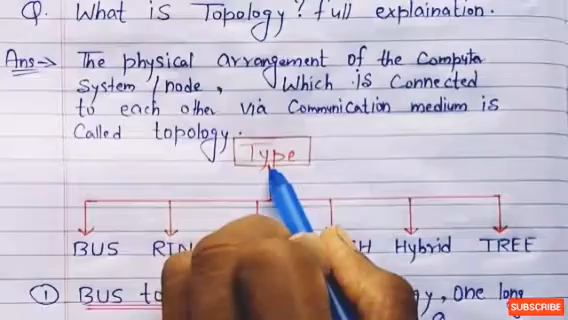 Q. What is Topology? full explaination.
Ans→ The physical arrangement of the Computer
System/node, Which is Connected
to each other via Communication medium is
Called topology.
Type
BUS Hybrid TREE
① BUS One long
SUBSCRIBE